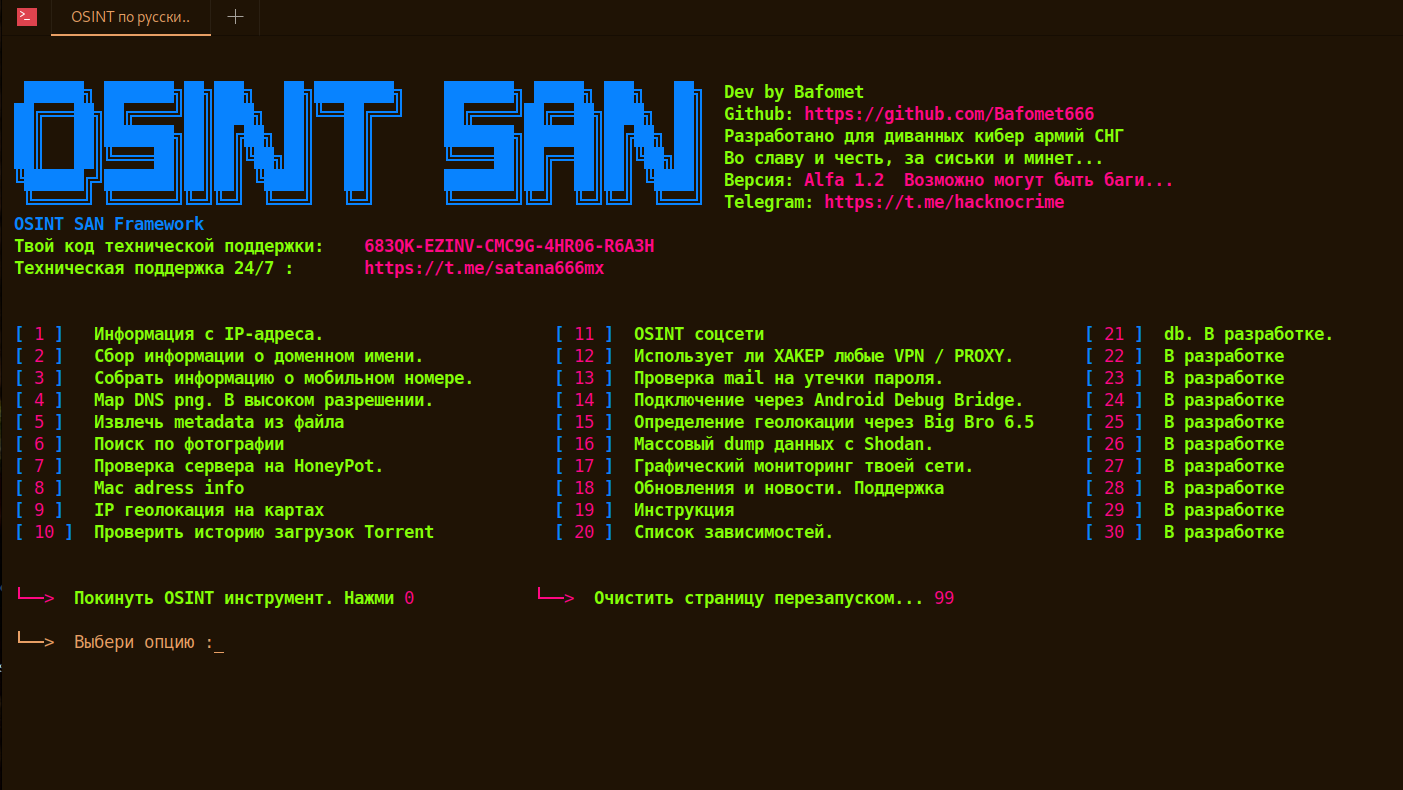 OSINT по русски..
OSINT SAN
Dev by Bafomet
Github: https://github.com/Bafomet666
Разработано для диванных кибер армий СНГ
Во славу и честь, за сиськи и минет...
Версия: Alfa 1.2 Возможно могут быть баги...
Telegram: https://t.me/hacknocrime
OSINT SAN Framework
Твой код технической поддержки: 683QK-EZINV-CMC9G-4HR06-R6A3H
Техническая поддержка 24/7 : https://t.me/satana666mx
[ 1 ] Информация с IP-адреса. [ 11 ] OSINT соцсети [ 21 ] db. В разработке.
[ 2 ] Сбор информации о доменном имени. [ 12 ] Использует ли ХАКЕР любые VPN / PROXY. [ 22 ] В разработке
[ 3 ] Собрать информацию о мобильном номере. [ 13 ] Проверка mail на утечки пароля. [ 23 ] В разработке
[ 4 ] Map DNS png. В высоком разрешении. [ 14 ] Подключение через Android Debug Bridge. [ 24 ] В разработке
[ 5 ] Извлечь metadata из файла [ 15 ] Определение геолокации через Big Bro 6.5 [ 25 ] В разработке
[ 6 ] Поиск по фотографии [ 16 ] Массовый dump данных с Shodan. [ 26 ] В разработке
[ 7 ] Проверка сервера на HoneyPot. [ 17 ] Графический мониторинг твоей сети. [ 27 ] В разработке
[ 8 ] Mac adress info [ 18 ] Обновления и новости. Поддержка [ 28 ] В разработке
[ 9 ] IP геолокация на картах [ 19 ] Инструкция [ 29 ] В разработке
[ 10 ] Проверить историю загрузок Torrent [ 20 ] Список зависимостей. [ 30 ] В разработке
└──> Покинуть OSINT инструмент. Нажми 0 └──> Очистить страницу перезапуском... 99
└──> Выбери опцию :_